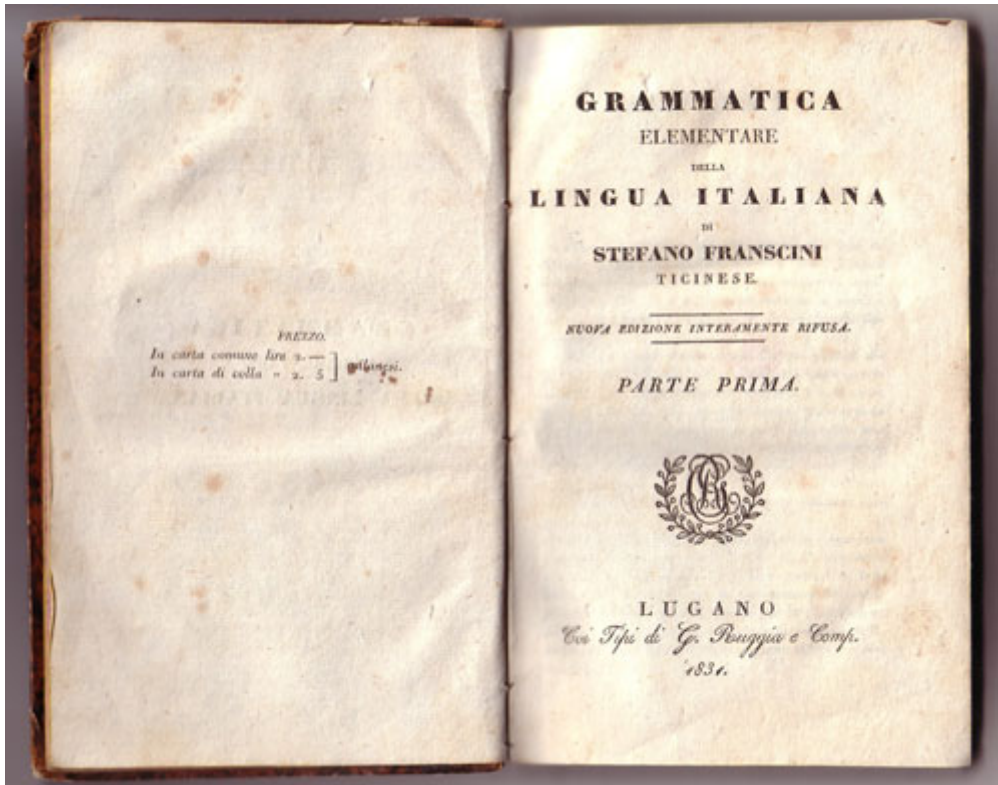 PREZZO.
In carta comune lire 2. —
In carta di colla " 2. 5
GRAMMATICA
ELEMENTARE
DELLA
LINGUA ITALIANA
DI
STEFANO FRANSCINI
TICINESE.
NUOVA EDIZIONE INTERAMENTE RIFUSA.
PARTE PRIMA.
LUGANO
Coi Tipi di G. Ruggia e Comp.
1831.